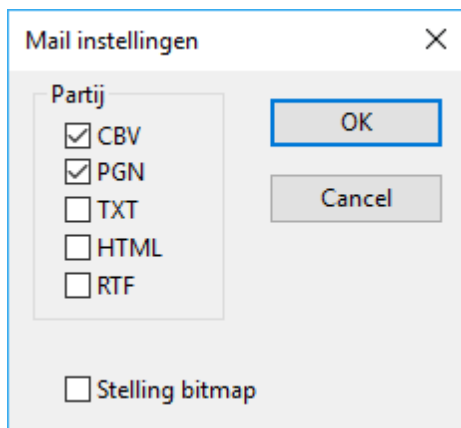 Mail instellingen
Partij
CBV
PGN
TXT
HTML
RTF
OK
Cancel
Stelling bitmap